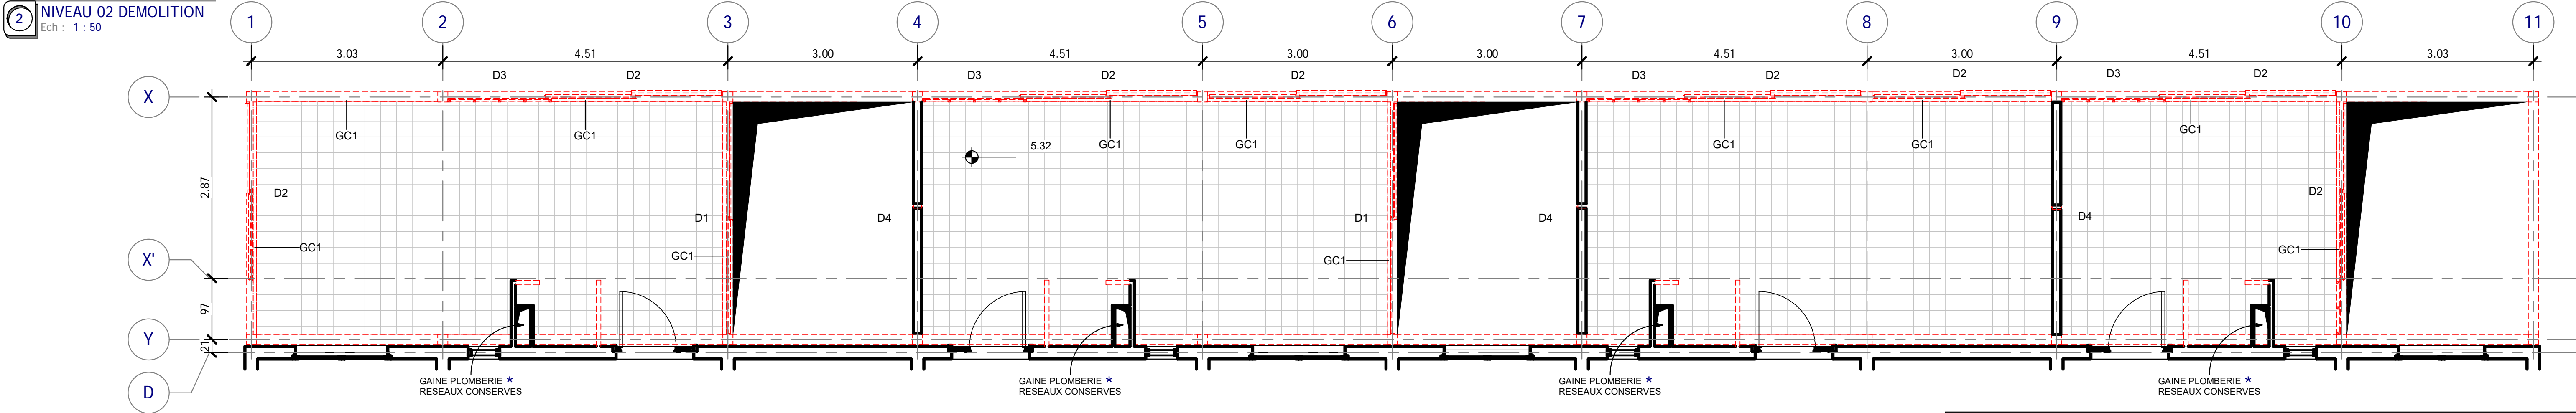 2
NIVEAU 02 DEMOLITION
Ech : 1 : 50
1 2 3 4 5 6 7 8 9 10 11
3.03 4.51 3.00 4.51 3.00 3.00 4.51 3.00 4.51 3.03
D3 D2 D3 D2 D2 D3 D2 D2 D3 D2
X
GC1 GC1 GC1 GC1 GC1 GC1 GC1
5.32
2.87
D2 D1 D4 D1 D4 D4 D2
GC1 GC1 GC1 GC1
X'
97
Y
21
D
GAINE PLOMBERIE * GAINE PLOMBERIE * GAINE PLOMBERIE * GAINE PLOMBERIE *
RESEAUX CONSERVES RESEAUX CONSERVES RESEAUX CONSERVES RESEAUX CONSERVES